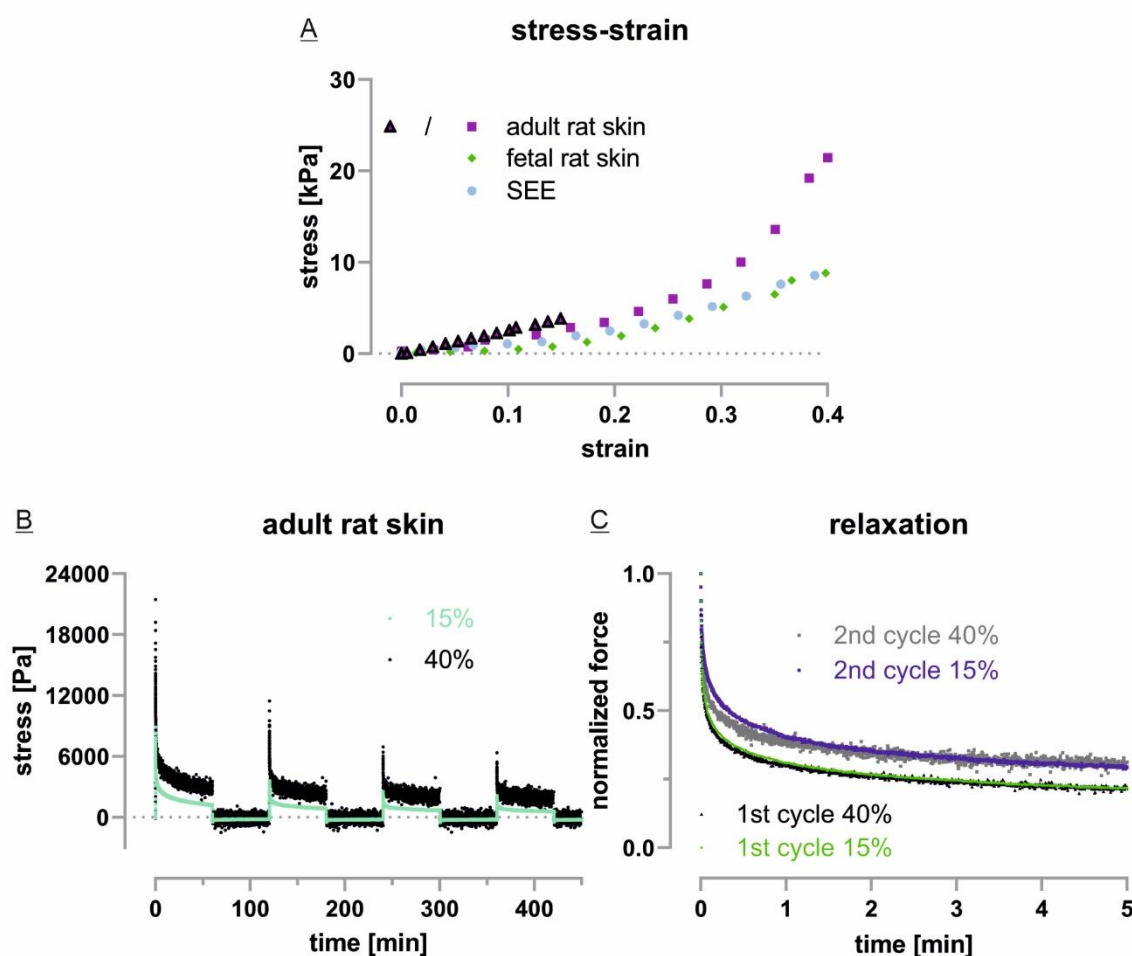 A
stress-strain
30
20
10
0
stress [kPa]
/ adult rat skin
fetal rat skin
SEE
0.0 0.1 0.2 0.3 0.4
strain
B
adult rat skin
24000
18000
12000
6000
0
stress [Pa]
15%
40%
0 100 200 300 400
time [min]
C
relaxation
1.0
0.5
0.0
normalized force
2nd cycle 40%
2nd cycle 15%
1st cycle 40%
1st cycle 15%
0 1 2 3 4 5
time [min]